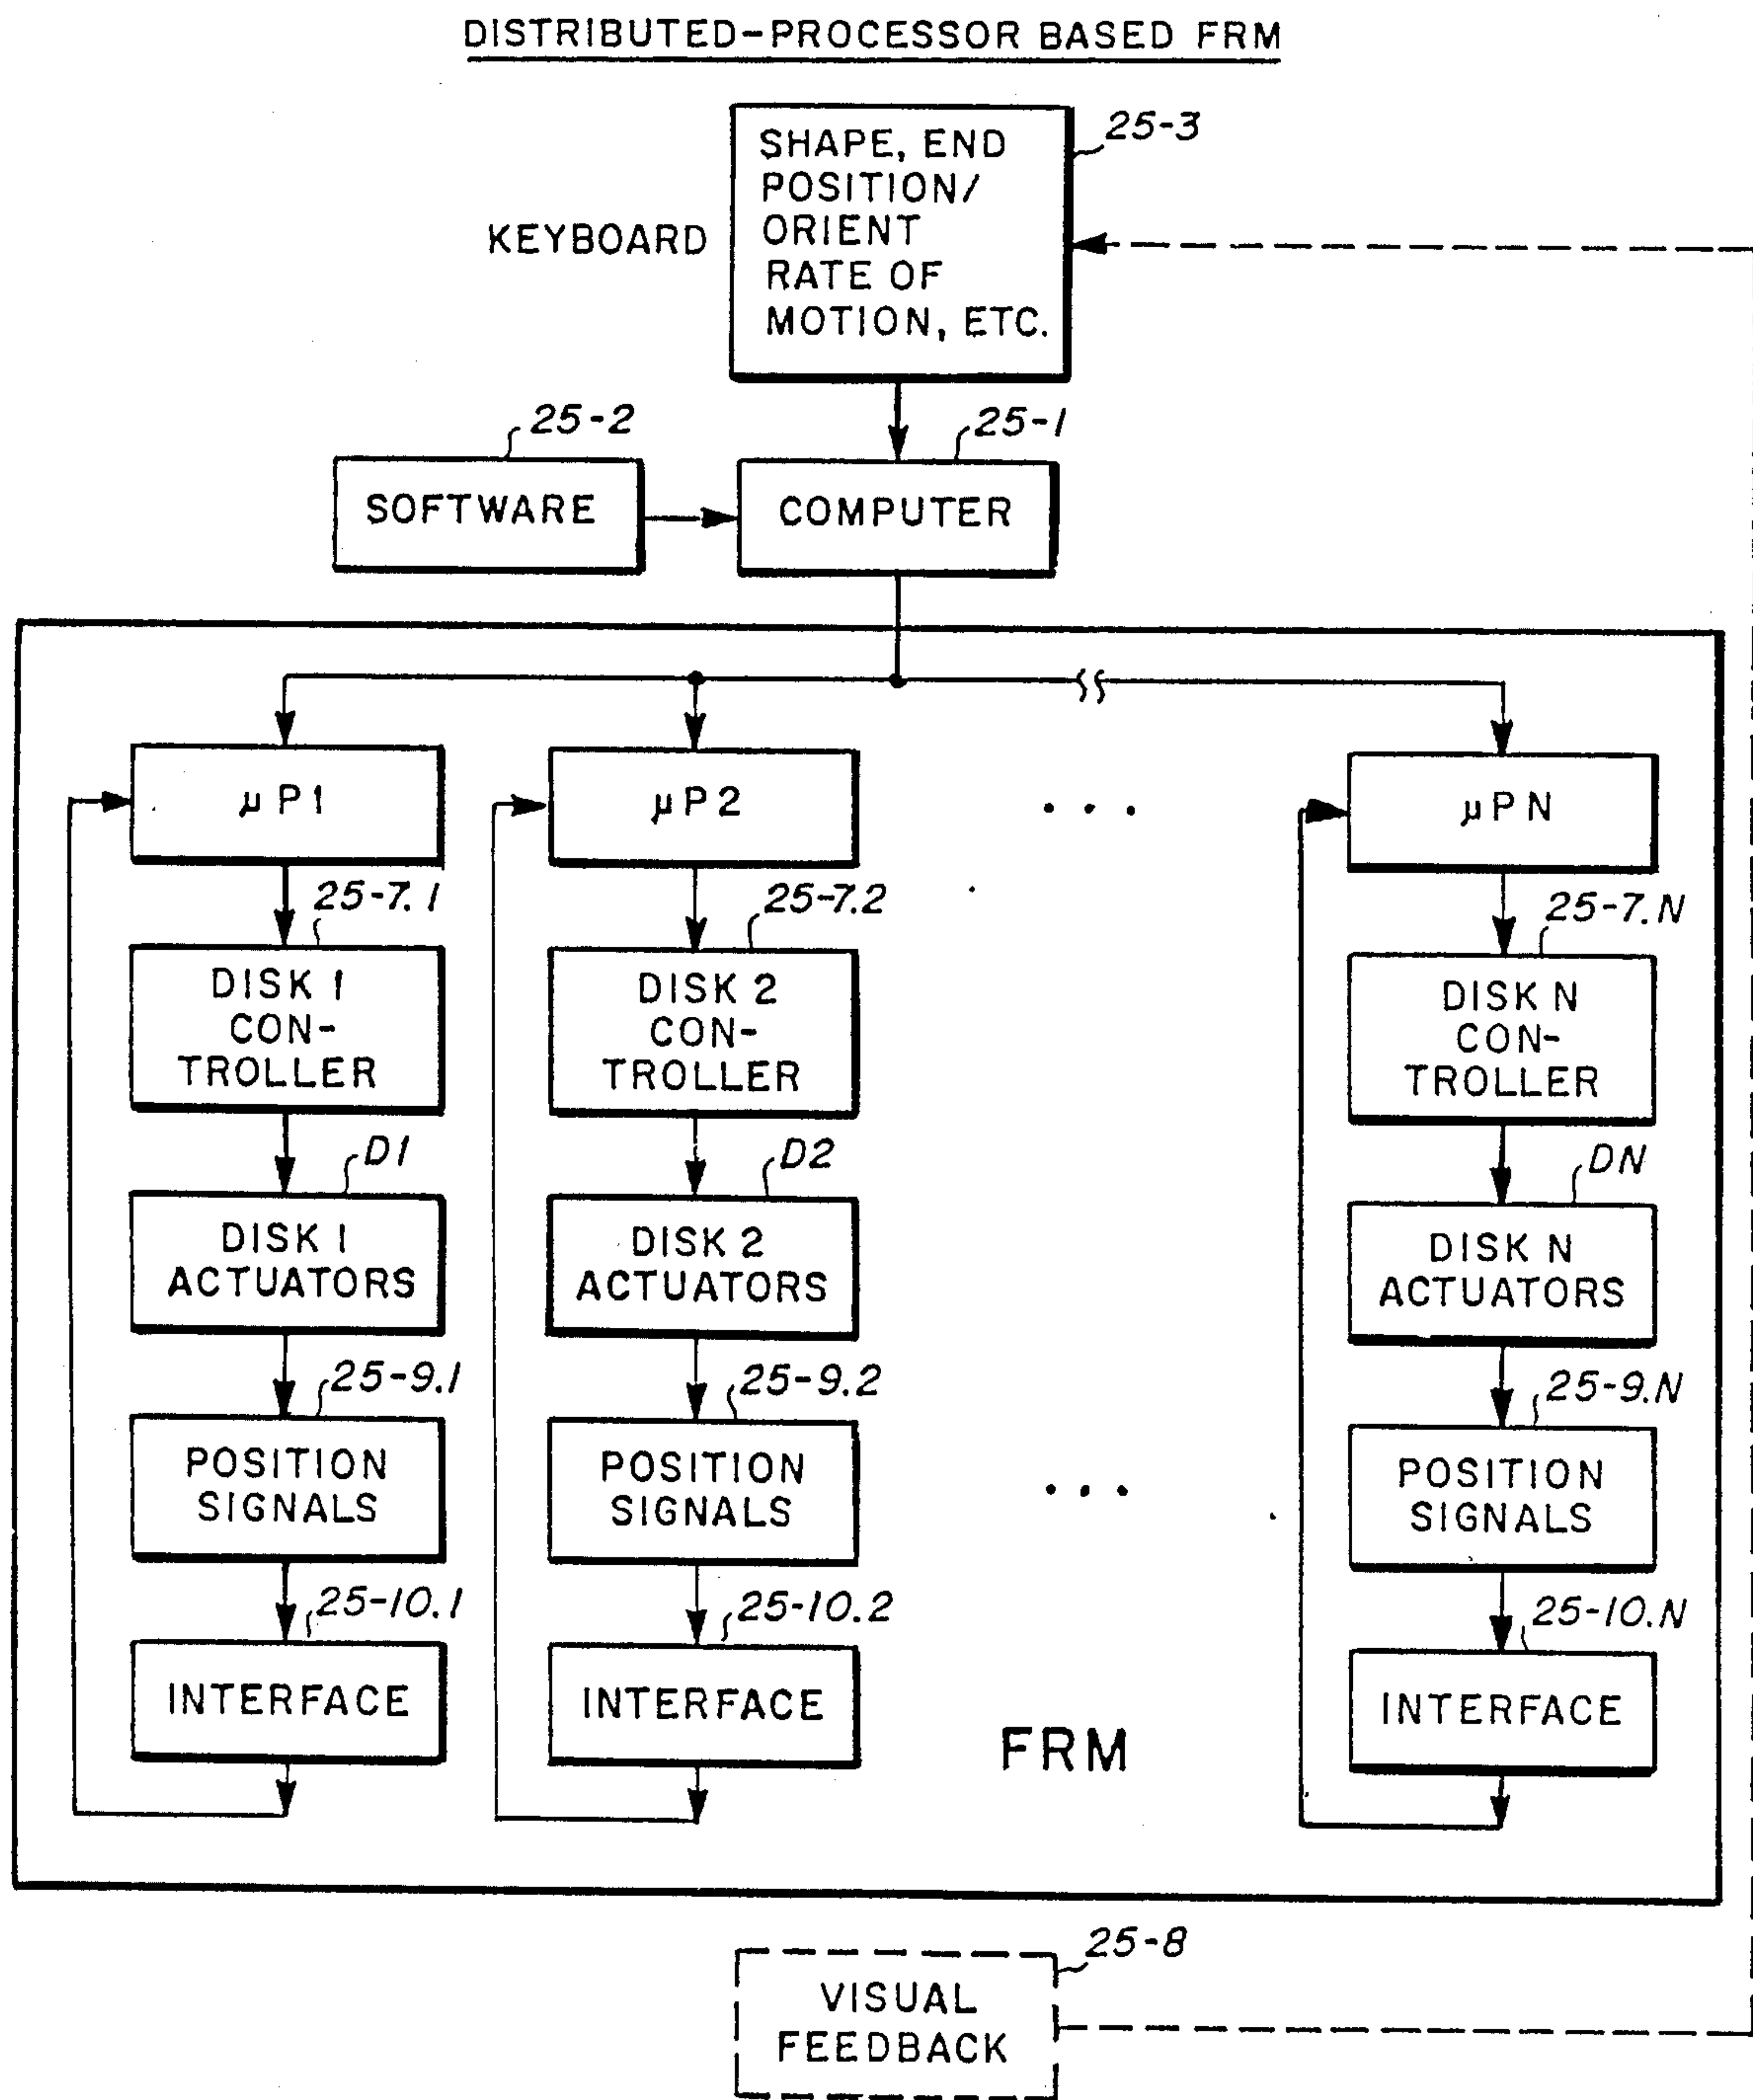 DISTRIBUTED-PROCESSOR BASED FRM
25-3
SHAPE, END
POSITION/
ORIENT
RATE OF
MOTION, ETC.
KEYBOARD
25-2
25-1
SOFTWARE
COMPUTER
μP1
μP2
. . .
μPN
25-7.1
25-7.2
25-7.N
DISK 1
CON-
TROLLER
DISK 2
CON-
TROLLER
DISK N
CON-
TROLLER
D1
D2
DN
DISK 1
ACTUATORS
DISK 2
ACTUATORS
DISK N
ACTUATORS
25-9.1
25-9.2
25-9.N
POSITION
SIGNALS
POSITION
SIGNALS
. . .
POSITION
SIGNALS
25-10.1
25-10.2
25-10.N
INTERFACE
INTERFACE
INTERFACE
FRM
25-8
VISUAL
FEEDBACK